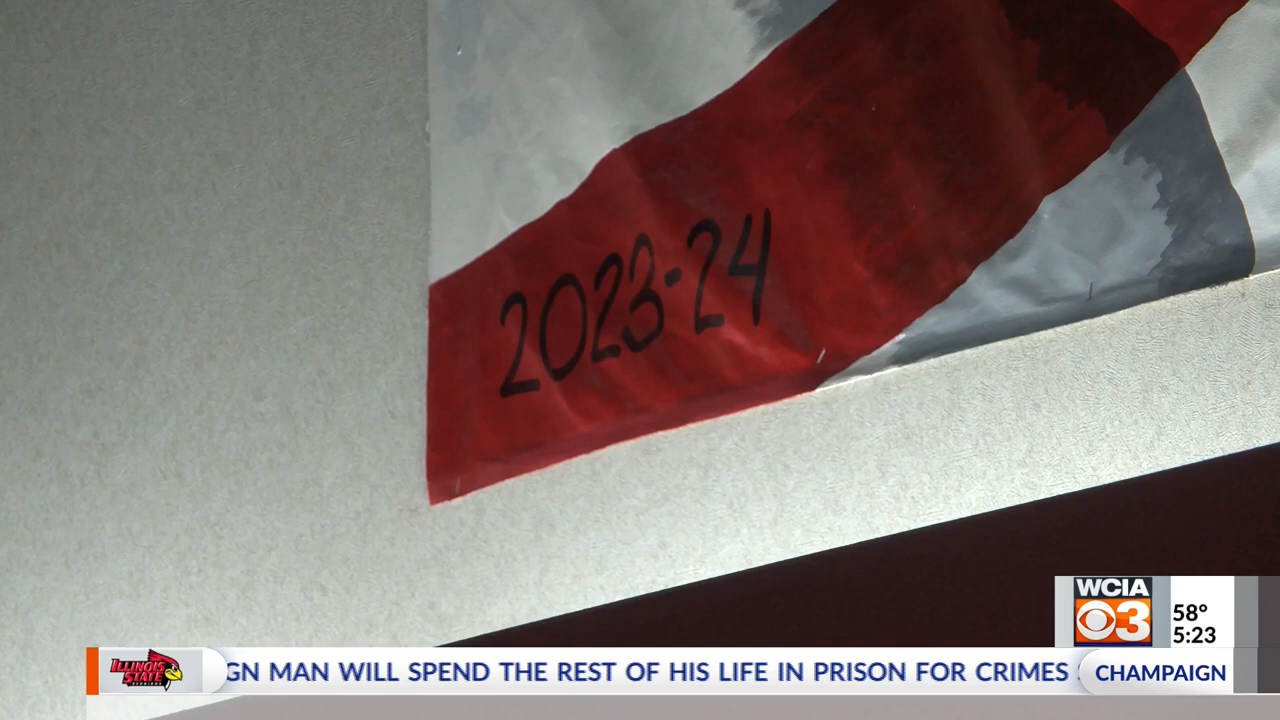 2023-24
WCIA
3
58°
5:23
ILLINOIS
STATE
GN MAN WILL SPEND THE REST OF HIS LIFE IN PRISON FOR CRIMES
CHAMPAIGN